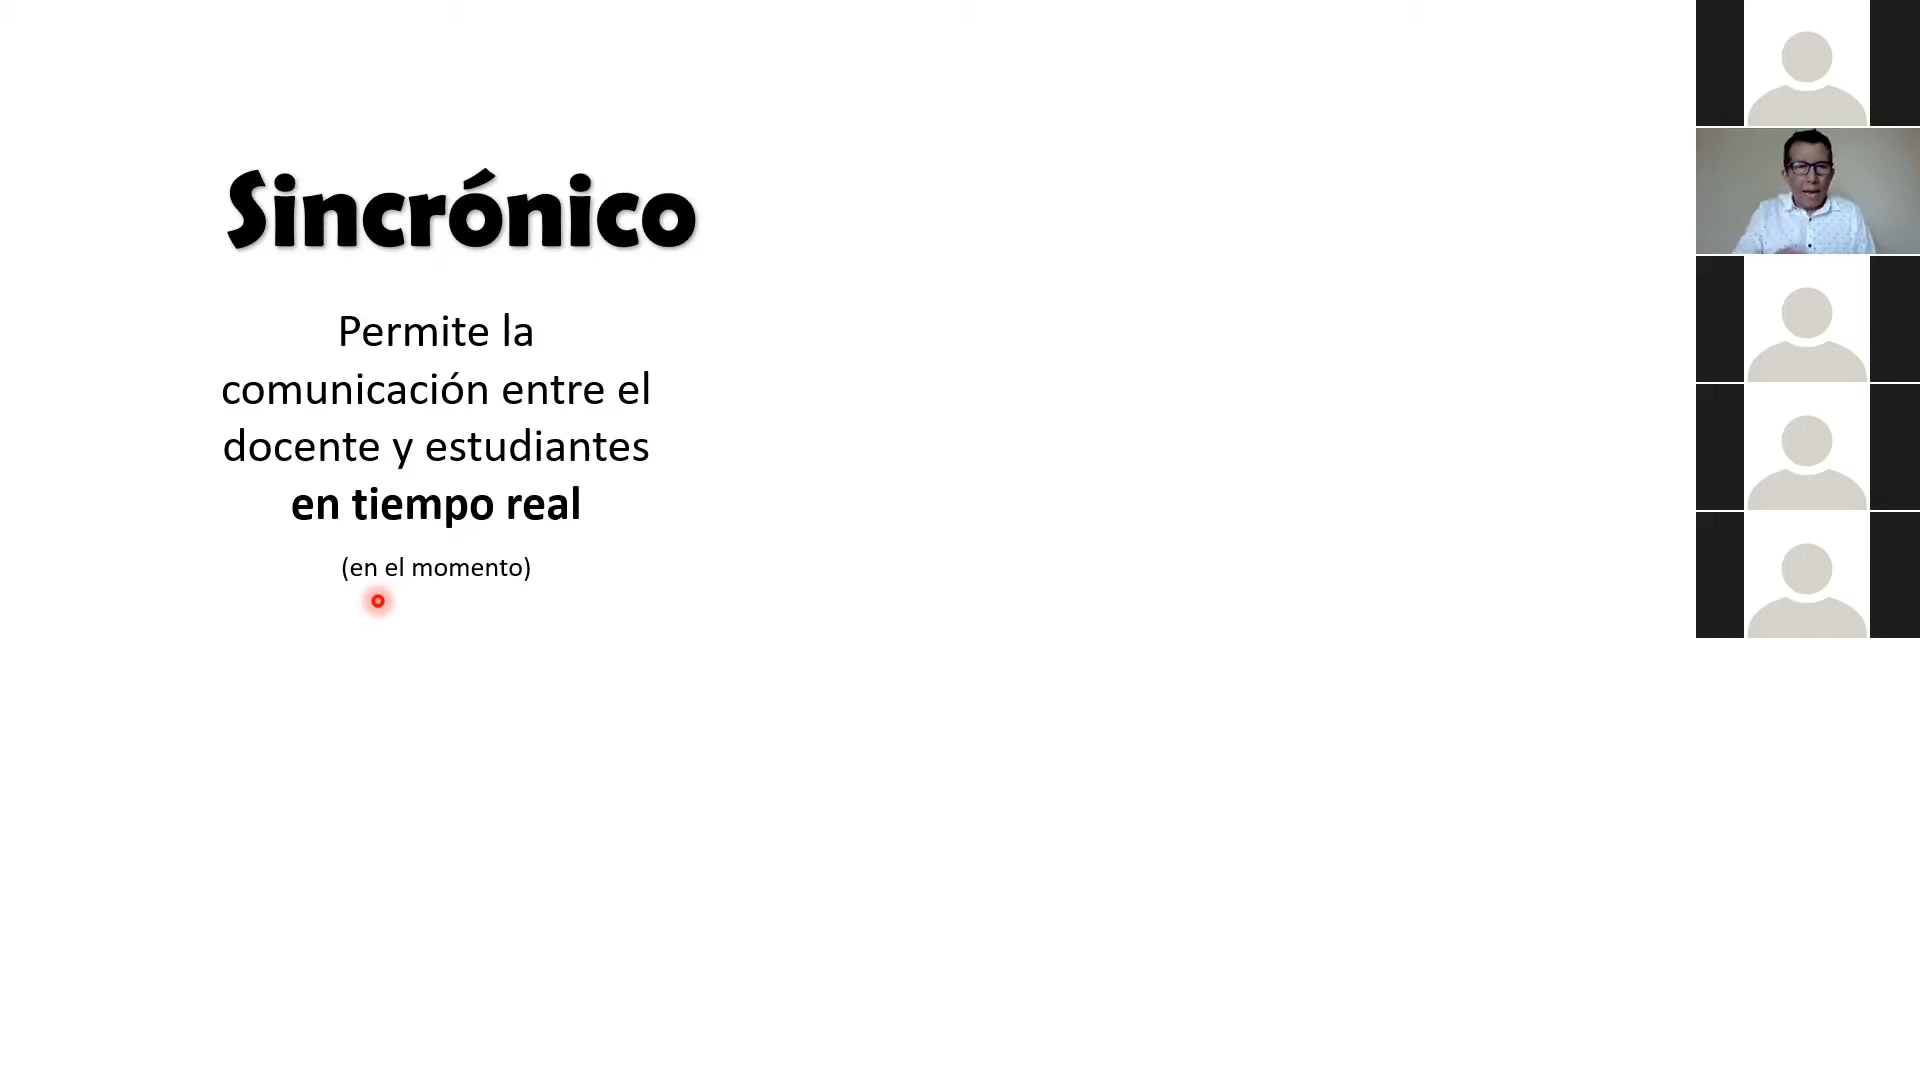 Sincrónico
Permite la
comunicación entre el
docente y estudiantes
en tiempo real
(en el momento)